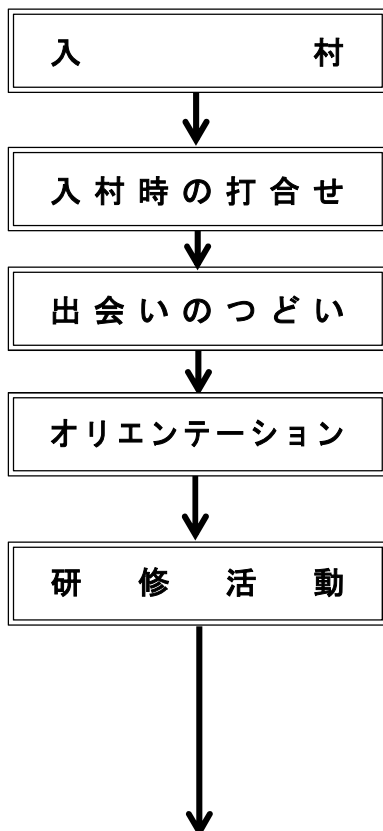 入村
入村時の打合せ
出会いのつどい
オリエンテーション
研修活動